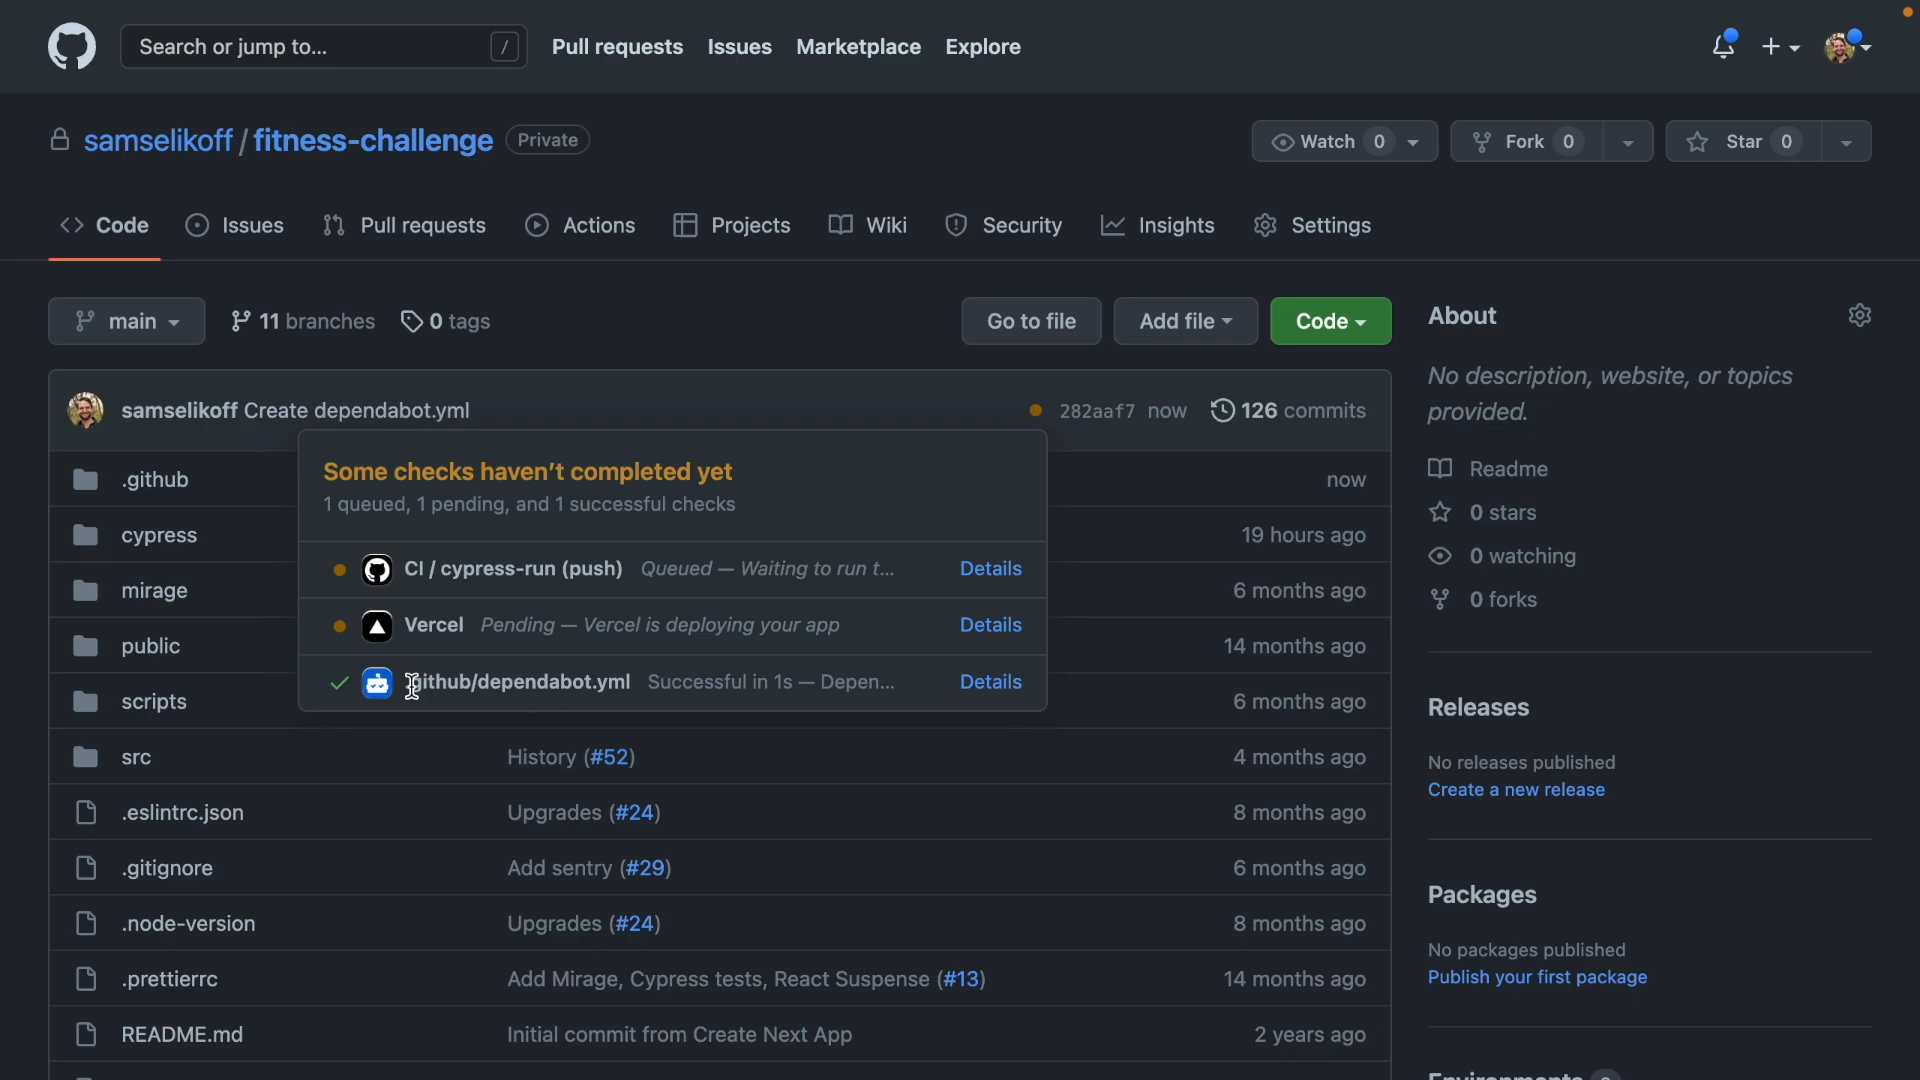 Search or jump to... / Pull requests Issues Marketplace Explore
samselikoff / fitness-challenge Private Watch 0 Fork 0 Star 0
Code Issues Pull requests Actions Projects Wiki Security Insights Settings
main 11 branches 0 tags Go to file Add file Code
samselikoff Create dependabot.yml 282aaf7 now 126 commits
Some checks haven't completed yet
1 queued, 1 pending, and 1 successful checks
CI / cypress-run (push) Queued — Waiting to run t... Details
Vercel Pending — Vercel is deploying your app Details
github/dependabot.yml Successful in 1s — Depen... Details
.github now
cypress 19 hours ago
mirage 6 months ago
public 14 months ago
scripts 6 months ago
src History (#52) 4 months ago
.eslintrc.json Upgrades (#24) 8 months ago
.gitignore Add sentry (#29) 6 months ago
.node-version Upgrades (#24) 8 months ago
.prettierrc Add Mirage, Cypress tests, React Suspense (#13) 14 months ago
README.md Initial commit from Create Next App 2 years ago
About
No description, website, or topics
provided.
Readme
0 stars
0 watching
0 forks
Releases
No releases published
Create a new release
Packages
No packages published
Publish your first package